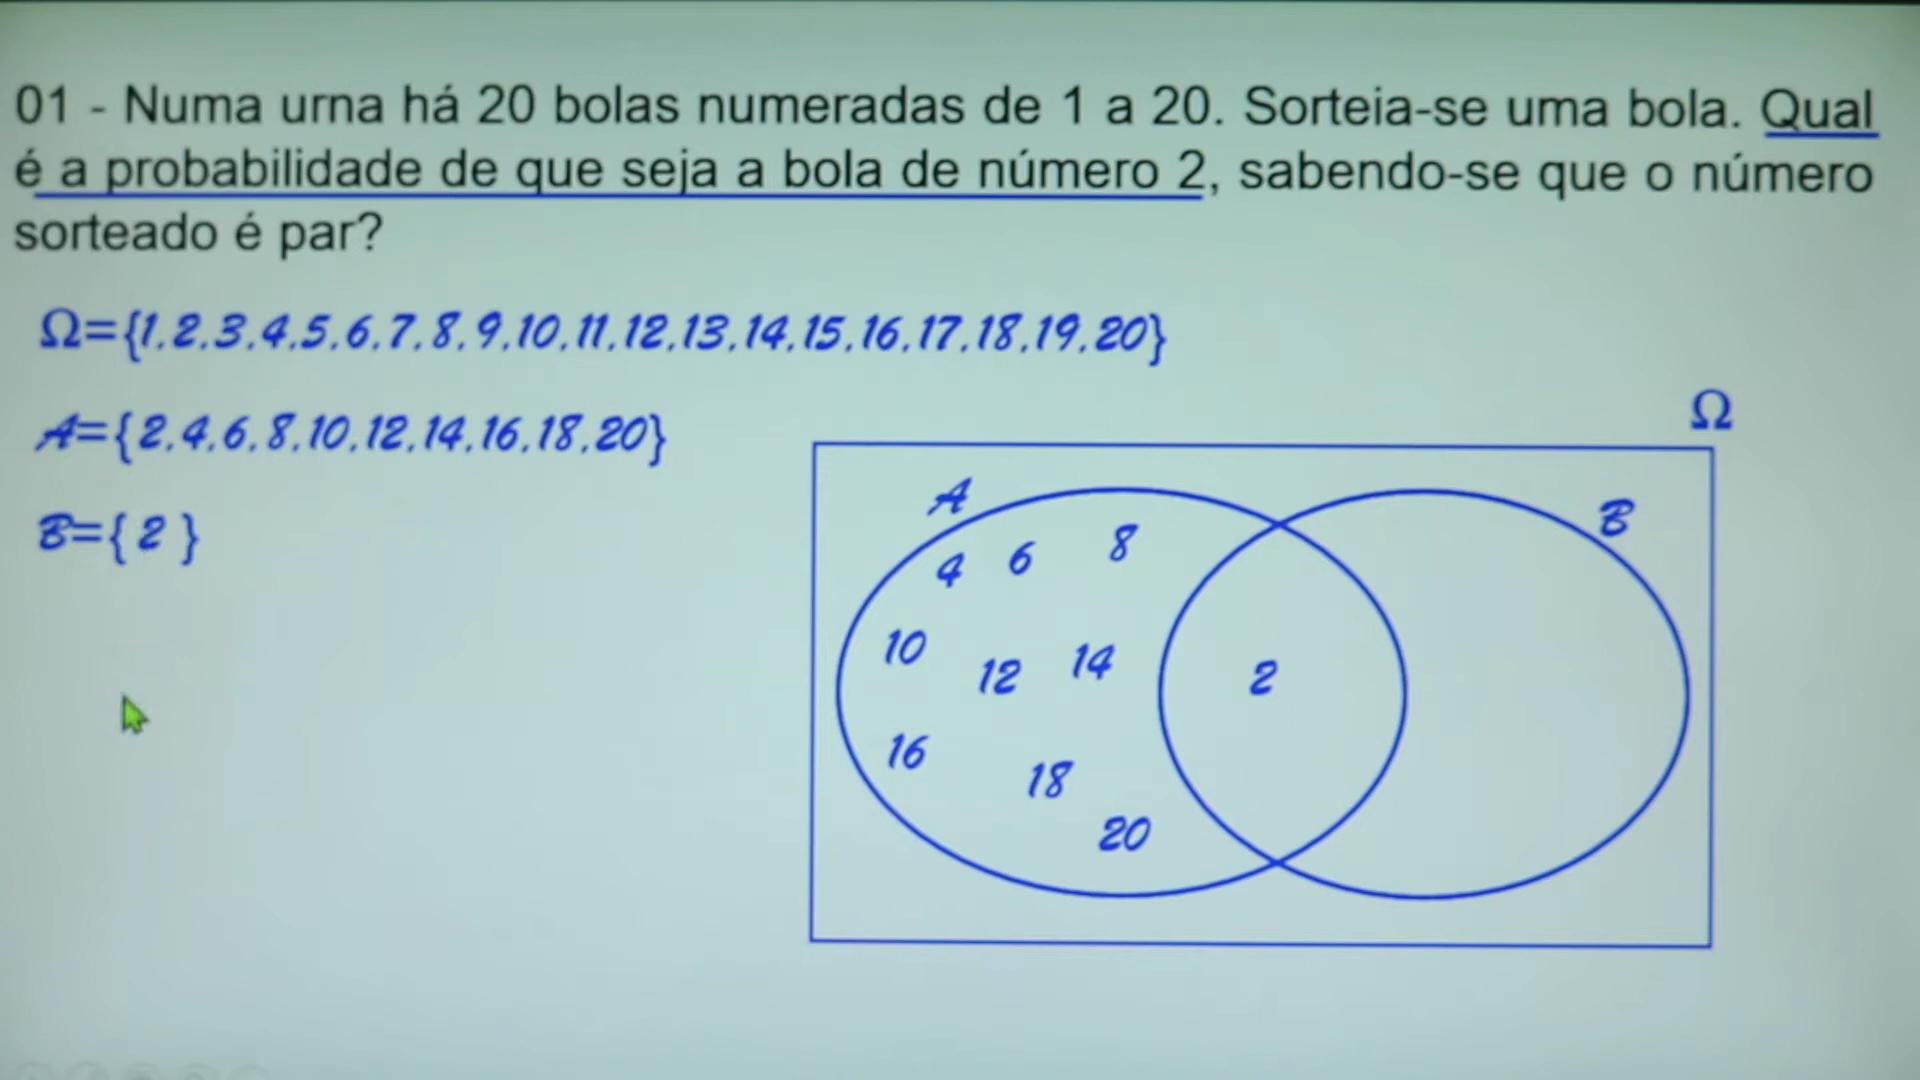 01 - Numa urna há 20 bolas numeradas de 1 a 20. Sorteia-se uma bola. Qual
é a probabilidade de que seja a bola de número 2, sabendo-se que o número
sorteado é par?
Ω={1,2,3,4,5,6,7,8,9,10,11,12,13,14,15,16,17,18,19,20}
A={2,4,6,8,10,12,14,16,18,20}
B={ 2 }
Ω
A
B
4 6 8
10 12 14
2
16
18
20